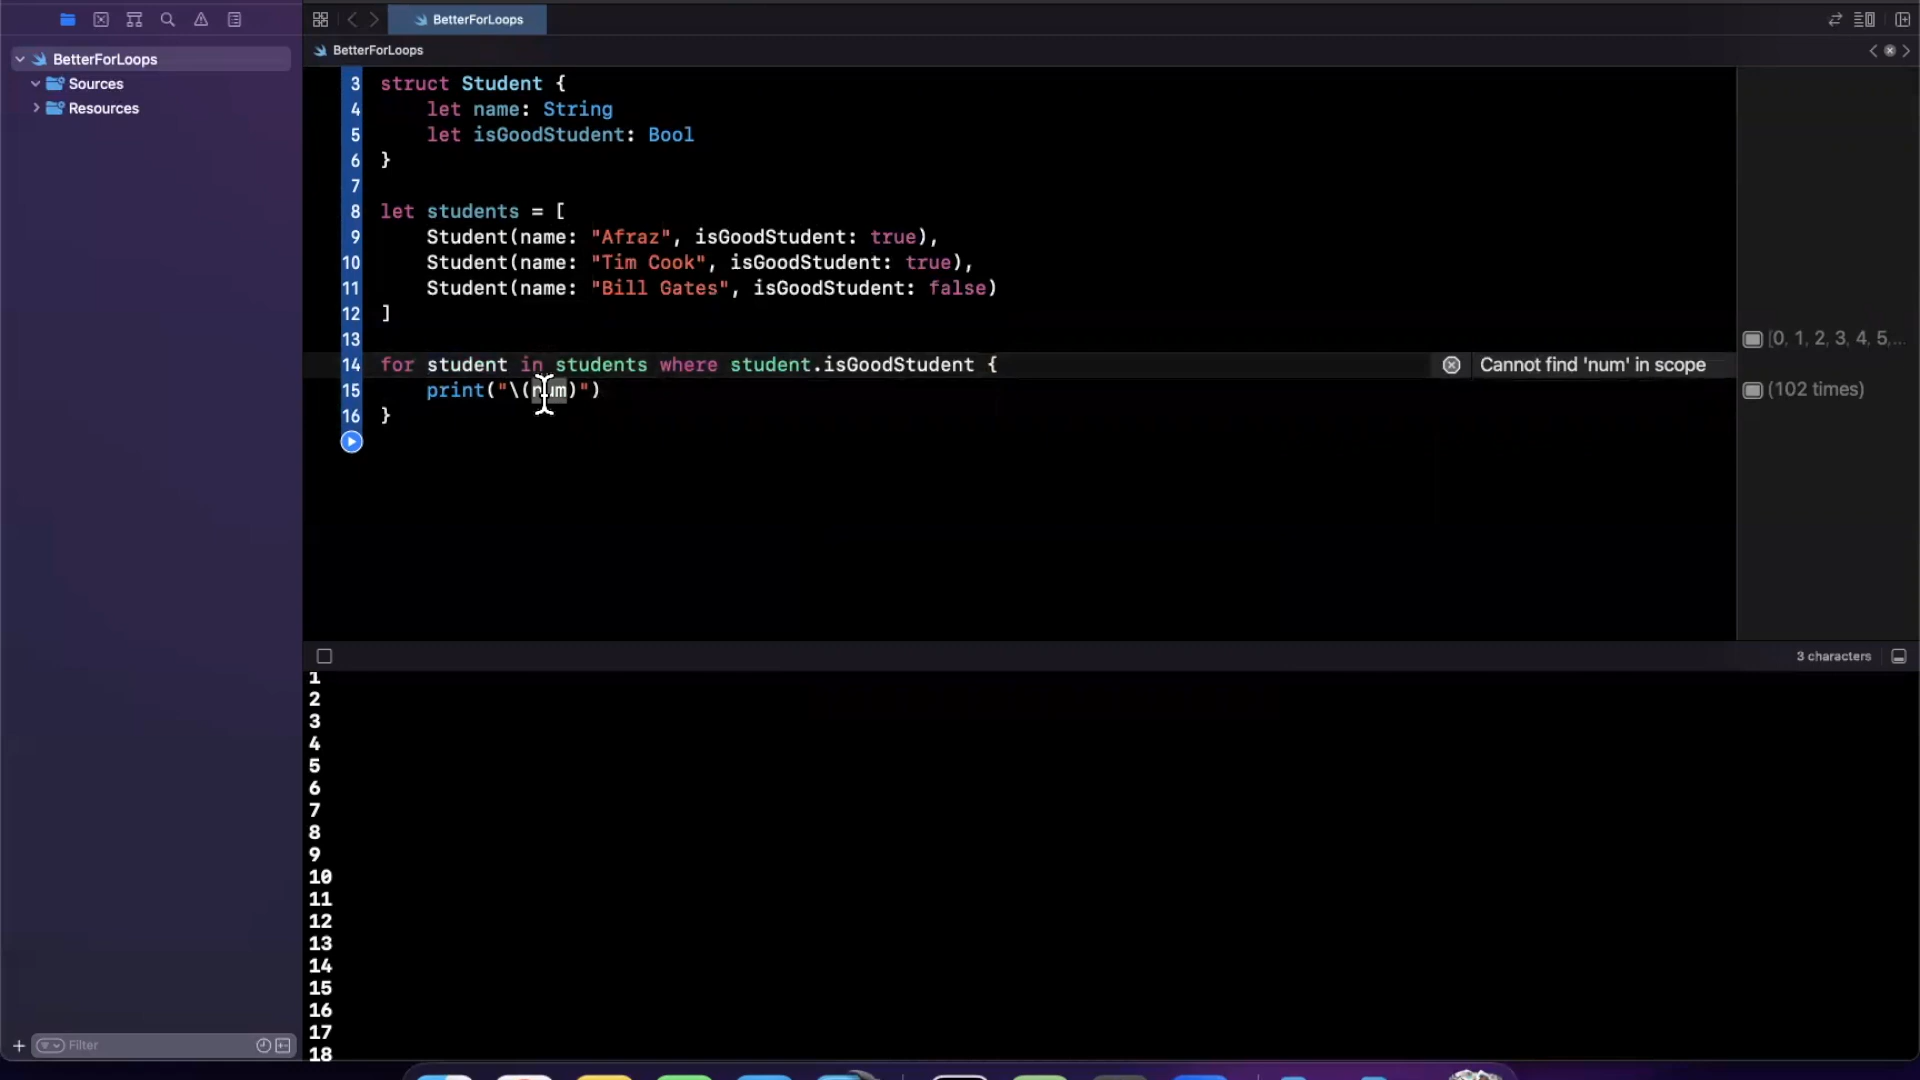 BetterForLoops
BetterForLoops
BetterForLoops
Sources
Resources
3 struct Student {
4     let name: String
5     let isGoodStudent: Bool
6 }
7
8 let students = [
9     Student(name: "Afraz", isGoodStudent: true),
10     Student(name: "Tim Cook", isGoodStudent: true),
11     Student(name: "Bill Gates", isGoodStudent: false)
12 ]
13
[0, 1, 2, 3, 4, 5,...
14 for student in students where student.isGoodStudent {
Cannot find 'num' in scope
15     print("\(num)")
(102 times)
16 }
3 characters
1
2
3
4
5
6
7
8
9
10
11
12
13
14
15
16
17
18
Filter